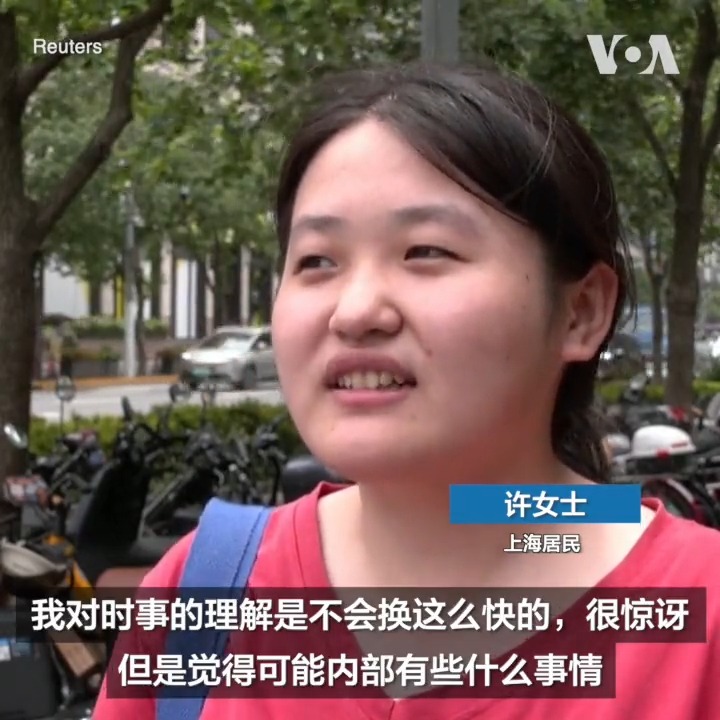 Reuters
VOA
许女士
上海居民
我对时事的理解是不会换这么快的，很惊讶
但是觉得可能内部有些什么事情